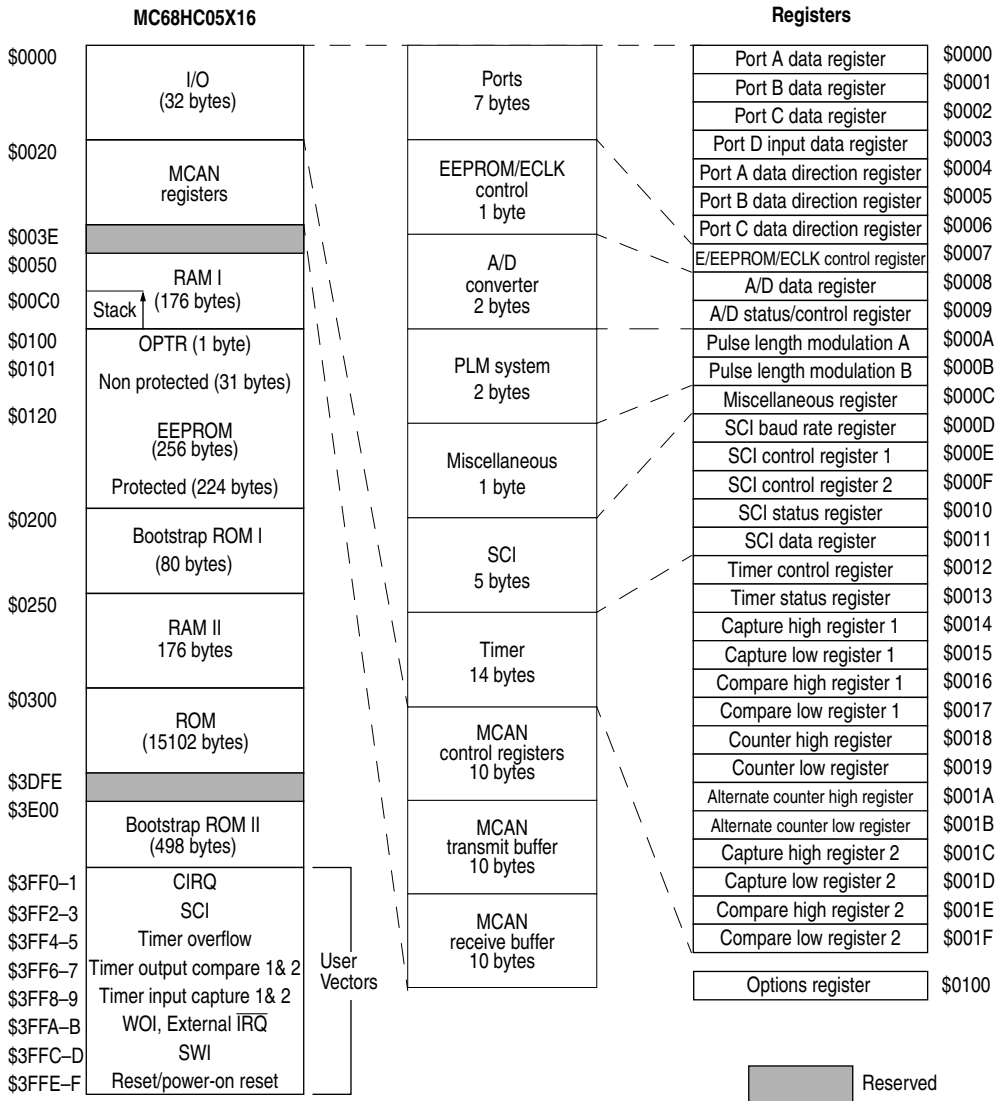 MC68HC05X16
$0000
I/O
(32 bytes)
$0020
MCAN
registers
$003E
$0050
RAM I
(176 bytes)
$00C0
Stack
$0100
OPTR (1 byte)
$0101
Non protected (31 bytes)
$0120
EEPROM
(256 bytes)
Protected (224 bytes)
$0200
Bootstrap ROM I
(80 bytes)
$0250
RAM II
176 bytes
$0300
ROM
(15102 bytes)
$3DFE
$3E00
Bootstrap ROM II
(498 bytes)
$3FF0–1
CIRQ
$3FF2–3
SCI
$3FF4–5
Timer overflow
$3FF6–7
Timer output compare 1& 2
$3FF8–9
Timer input capture 1& 2
$3FFA–B
WOI, External IRQ
$3FFC–D
SWI
$3FFE–F
Reset/power-on reset
User
Vectors
Ports
7 bytes
EEPROM/ECLK
control
1 byte
A/D
converter
2 bytes
PLM system
2 bytes
Miscellaneous
1 byte
SCI
5 bytes
Timer
14 bytes
MCAN
control registers
10 bytes
MCAN
transmit buffer
10 bytes
MCAN
receive buffer
10 bytes
Registers
Port A data register $0000
Port B data register $0001
Port C data register $0002
Port D input data register $0003
Port A data direction register $0004
Port B data direction register $0005
Port C data direction register $0006
E/EEPROM/ECLK control register $0007
A/D data register $0008
A/D status/control register $0009
Pulse length modulation A $000A
Pulse length modulation B $000B
Miscellaneous register $000C
SCI baud rate register $000D
SCI control register 1 $000E
SCI control register 2 $000F
SCI status register $0010
SCI data register $0011
Timer control register $0012
Timer status register $0013
Capture high register 1 $0014
Capture low register 1 $0015
Compare high register 1 $0016
Compare low register 1 $0017
Counter high register $0018
Counter low register $0019
Alternate counter high register $001A
Alternate counter low register $001B
Capture high register 2 $001C
Capture low register 2 $001D
Compare high register 2 $001E
Compare low register 2 $001F
Options register $0100
Reserved